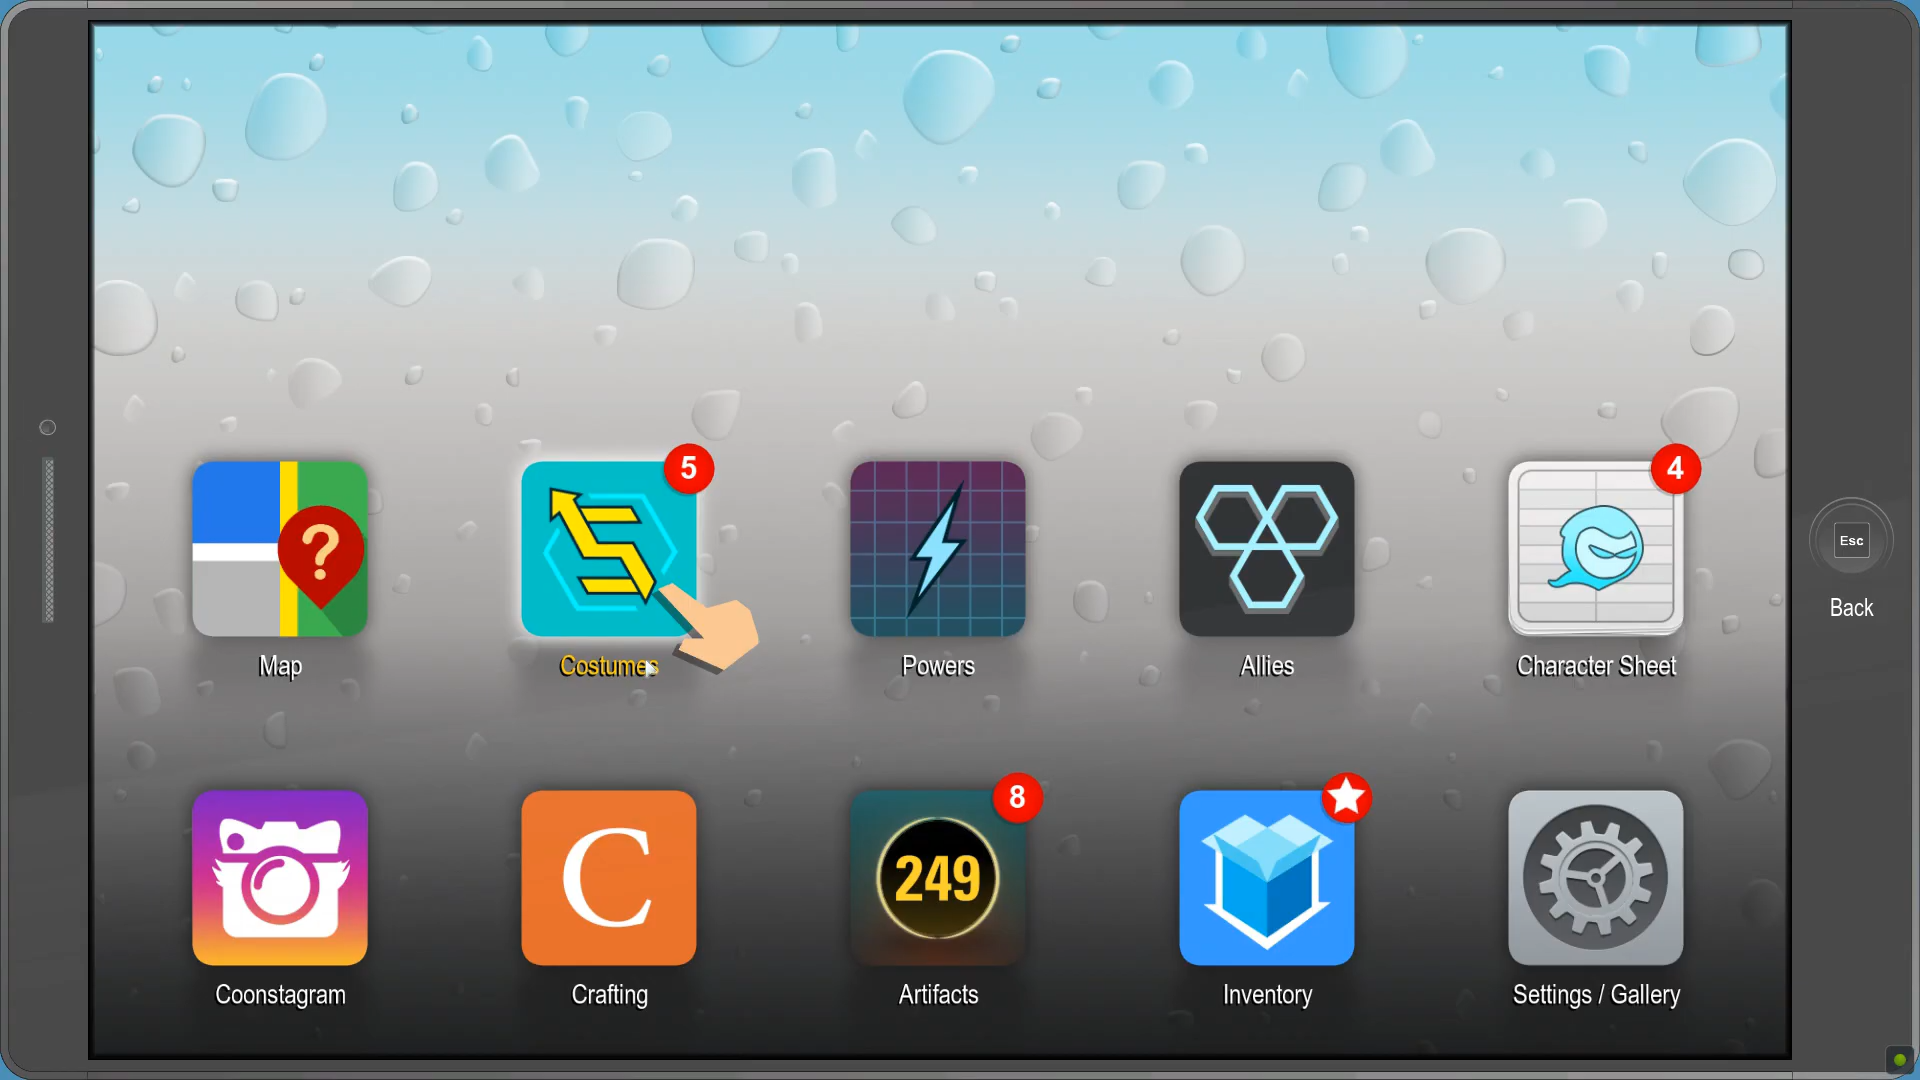 5
4
?
Esc
Back
Map
Costumes
Powers
Allies
Character Sheet
8
C
249
Coonstagram
Crafting
Artifacts
Inventory
Settings / Gallery